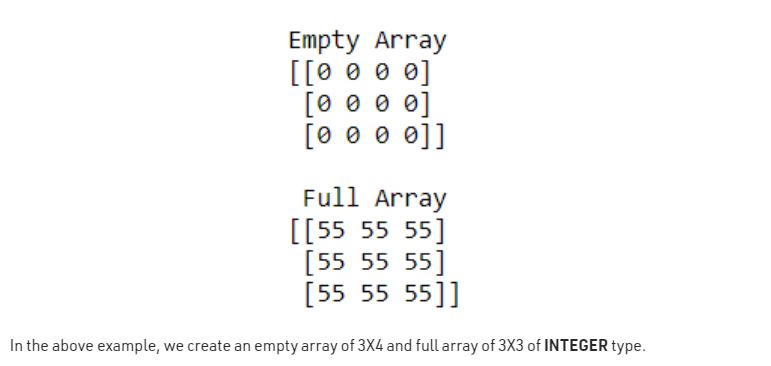 Empty Array
[[0 0 0 0]
[0 0 0 0]
[0 0 0 0]]
Full Array
[[55 55 55]
[55 55 55]
[55 55 55]]
In the above example, we create an empty array of 3X4 and full array of 3X3 of INTEGER type.